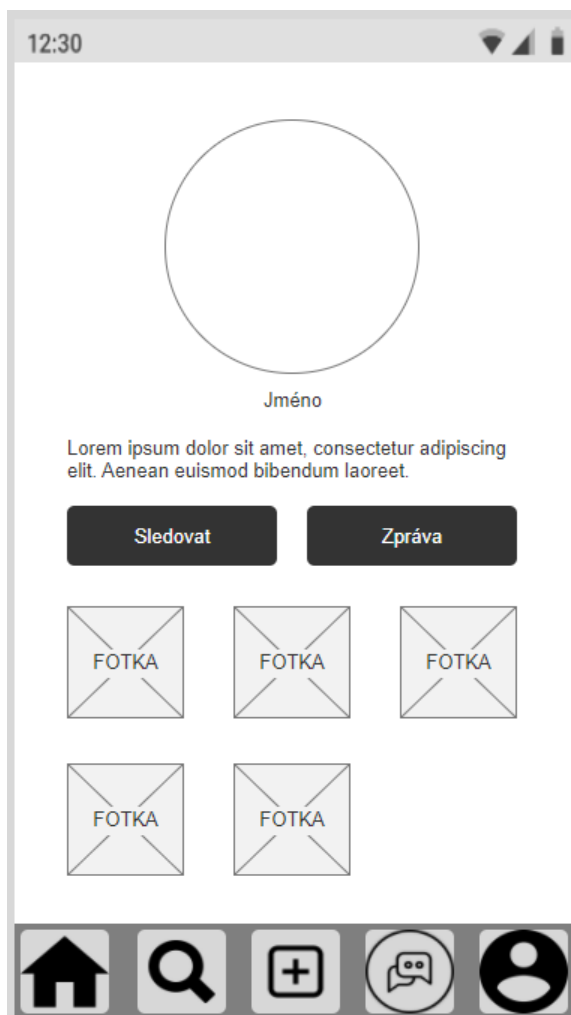 12:30
Jméno
Lorem ipsum dolor sit amet, consectetur adipiscing
elit. Aenean euismod bibendum laoreet.
Sledovat Zpráva
FOTKA FOTKA FOTKA
FOTKA FOTKA